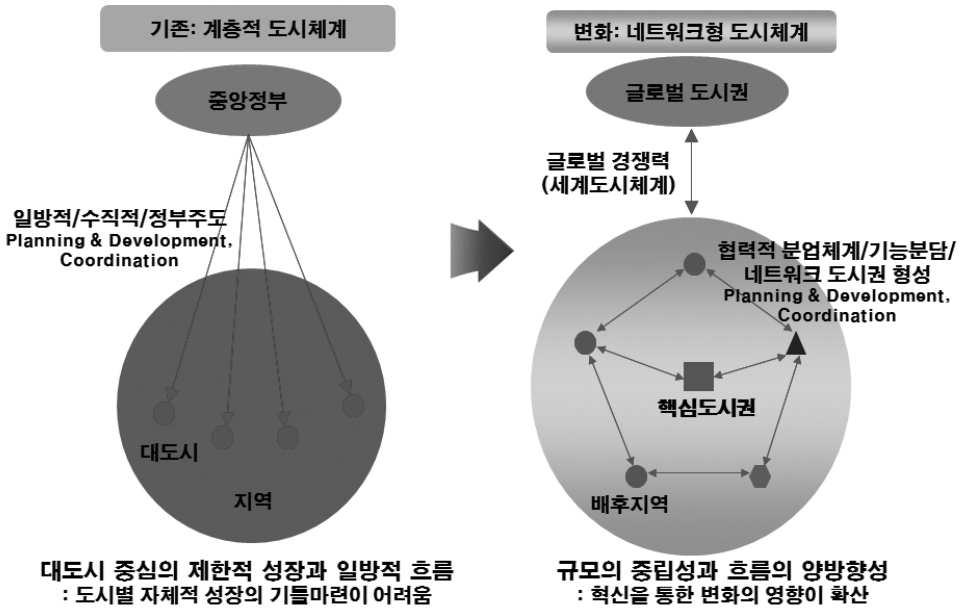 기존: 계층적 도시체계
중앙정부
일방적/수직적/정부주도
Planning & Development,
Coordination
대도시
지역
대도시 중심의 제한적 성장과 일방적 흐름
: 도시별 자체적 성장의 기틀마련이 어려움
변화: 네트워크형 도시체계
글로벌 도시권
글로벌 경쟁력
(세계도시체계)
협력적 분업체계/기능분담/
네트워크 도시권 형성
Planning & Development,
Coordination
핵심도시권
배후지역
규모의 중립성과 흐름의 양방향성
: 혁신을 통한 변화의 영향이 확산